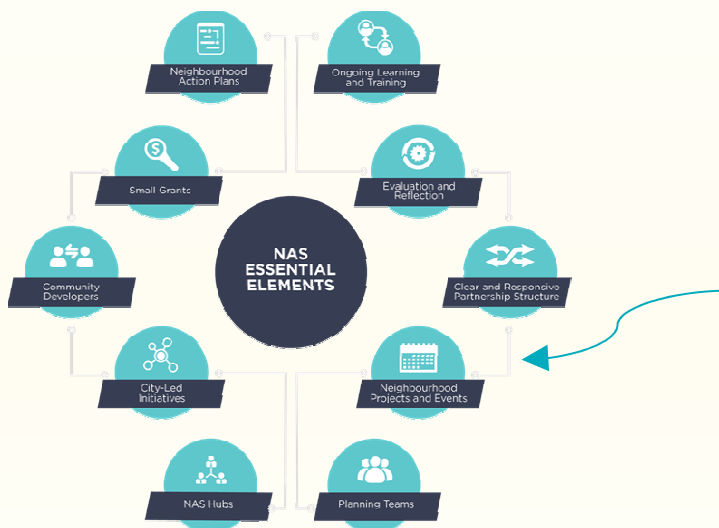 Neighbourhood
Action Plans
Ongoing Learning
and Training
$
Small Grants
Evaluation and
Reflection
NAS
ESSENTIAL
ELEMENTS
Community
Developers
Clear and Responsive
Partnership Structure
City-Led
Initiatives
Neighbourhood
Projects and Events
NAS Hubs
Planning Teams